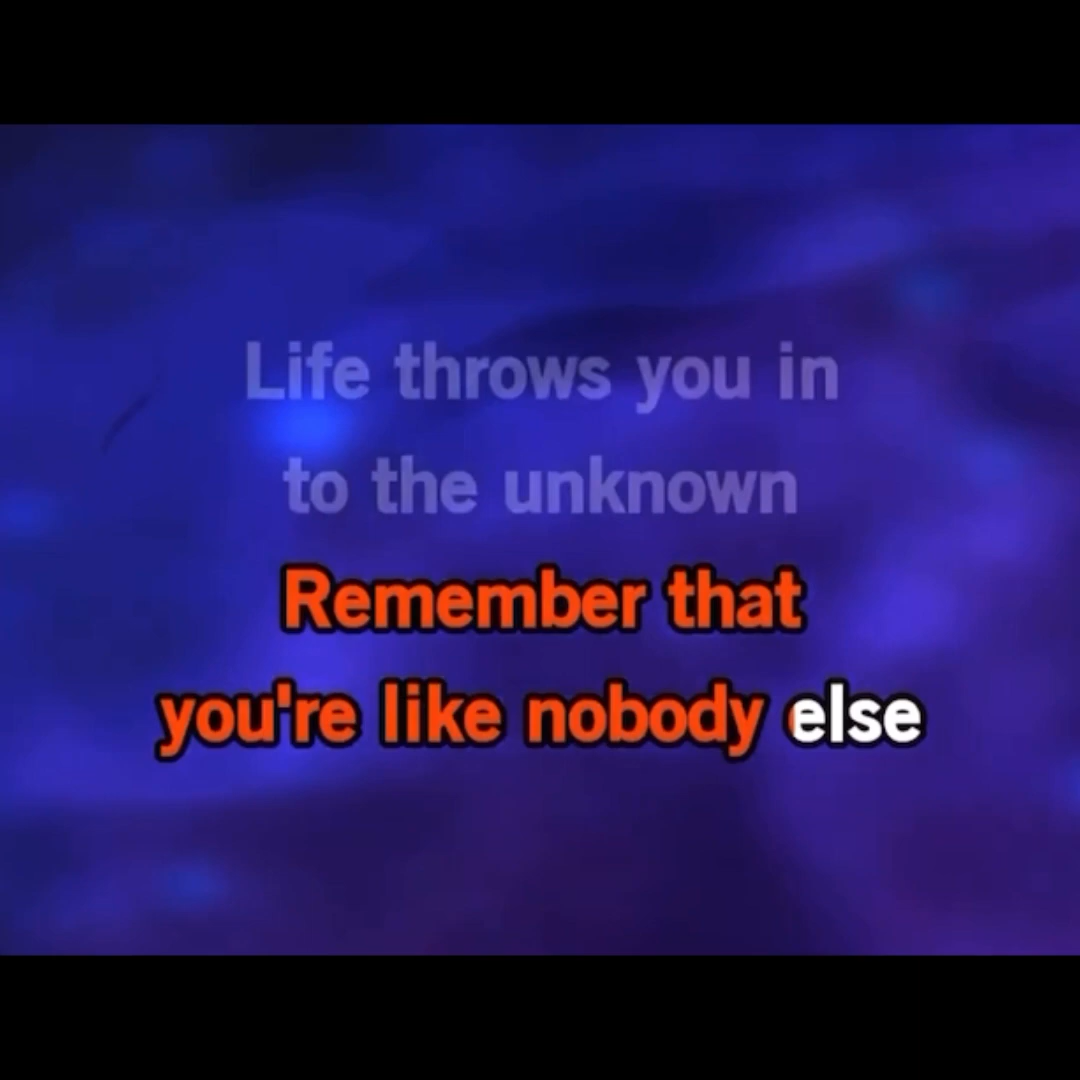 Life throws you in
to the unknown
Remember that
you're like nobody else